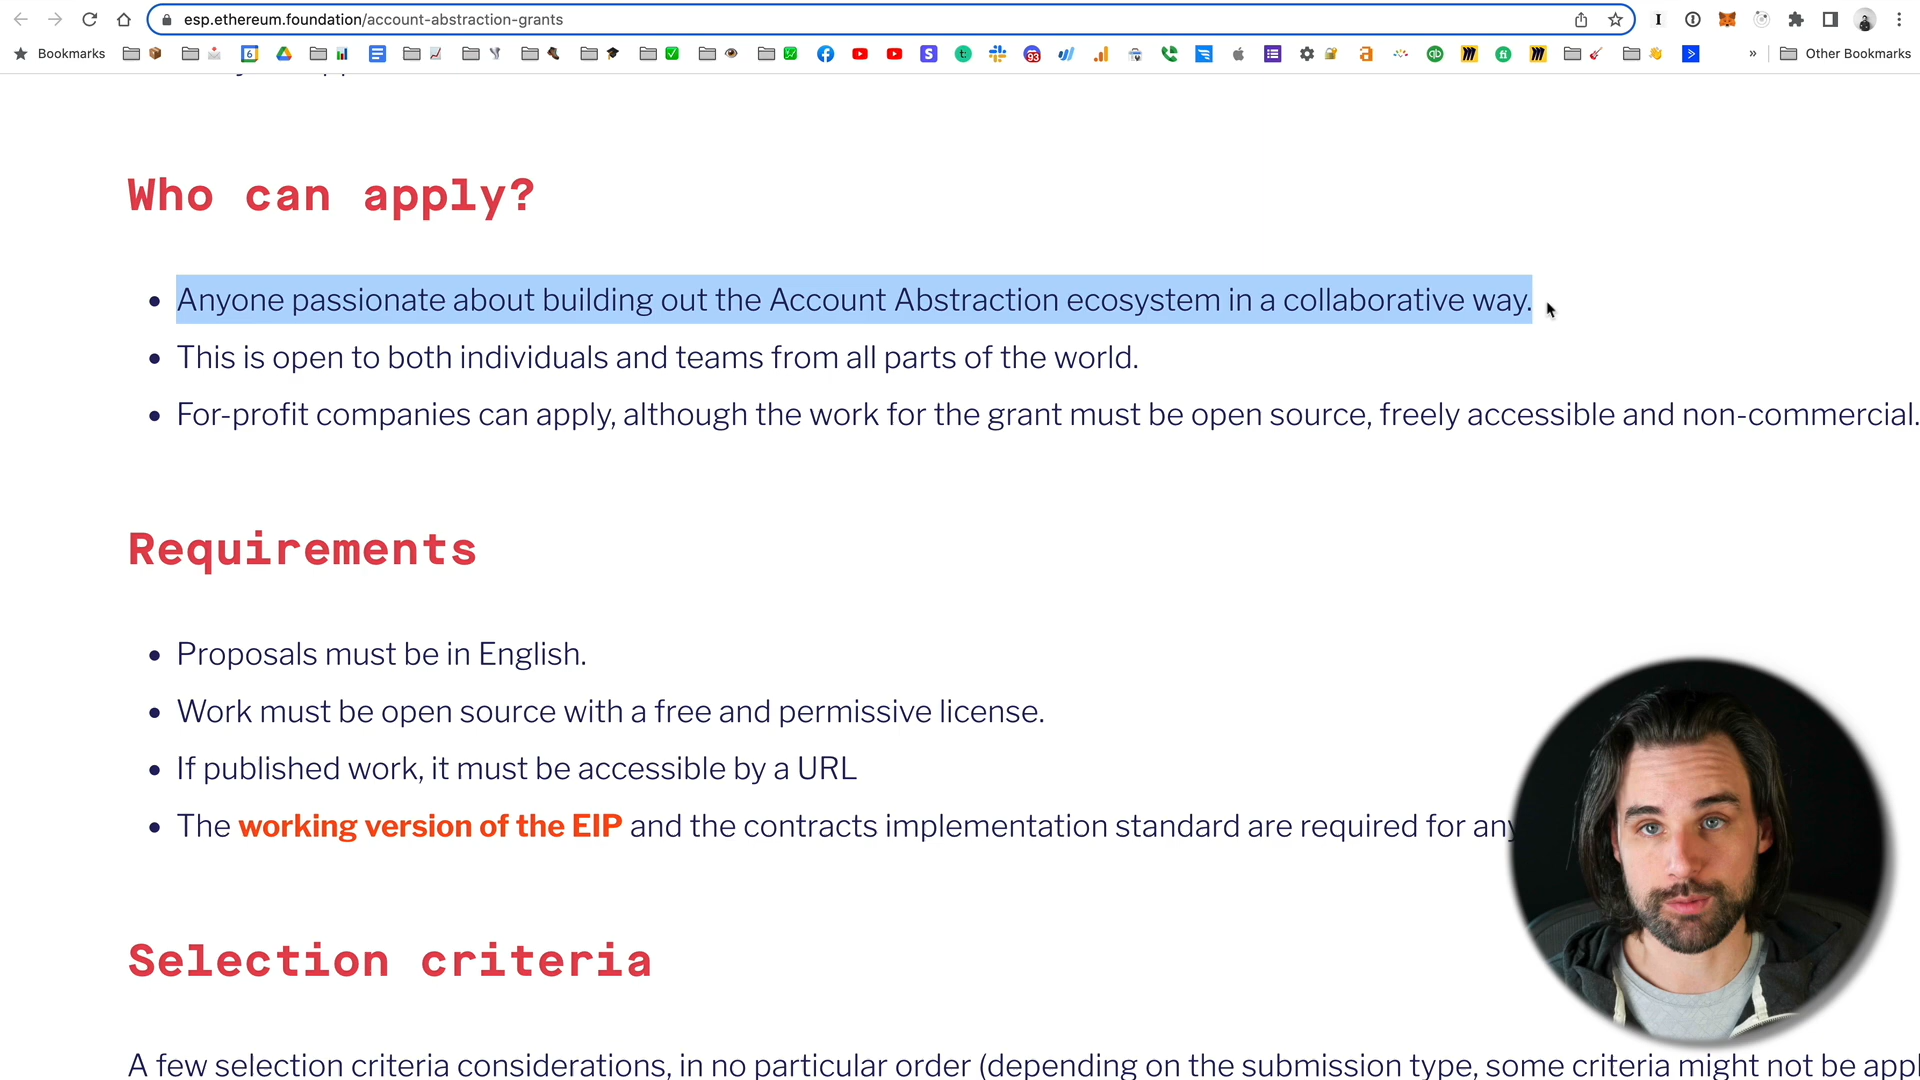 esp.ethereum.foundation/account-abstraction-grants
Bookmarks
Other Bookmarks
Who can apply?
• Anyone passionate about building out the Account Abstraction ecosystem in a collaborative way.
• This is open to both individuals and teams from all parts of the world.
• For-profit companies can apply, although the work for the grant must be open source, freely accessible and non-commercial.
Requirements
• Proposals must be in English.
• Work must be open source with a free and permissive license.
• If published work, it must be accessible by a URL
• The working version of the EIP and the contracts implementation standard are required for any
Selection criteria
A few selection criteria considerations, in no particular order (depending on the submission type, some criteria might not be appl